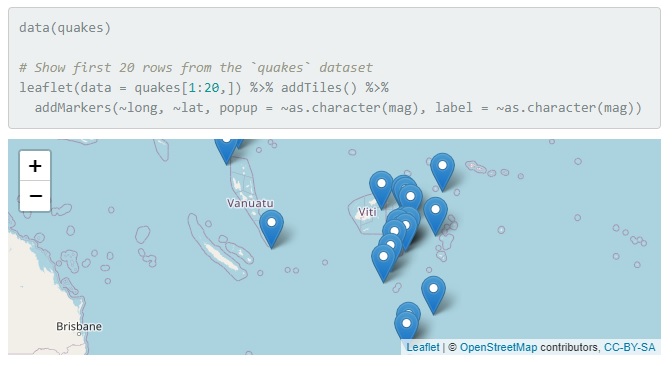 data(quakes)
# Show first 20 rows from the `quakes` dataset
leaflet(data = quakes[1:20,]) %>% addTiles() %>%
addMarkers(~long, ~lat, popup = ~as.character(mag), label = ~as.character(mag))
+
−
Vanuatu
Viti
Brisbane
Leaflet | © OpenStreetMap contributors, CC-BY-SA